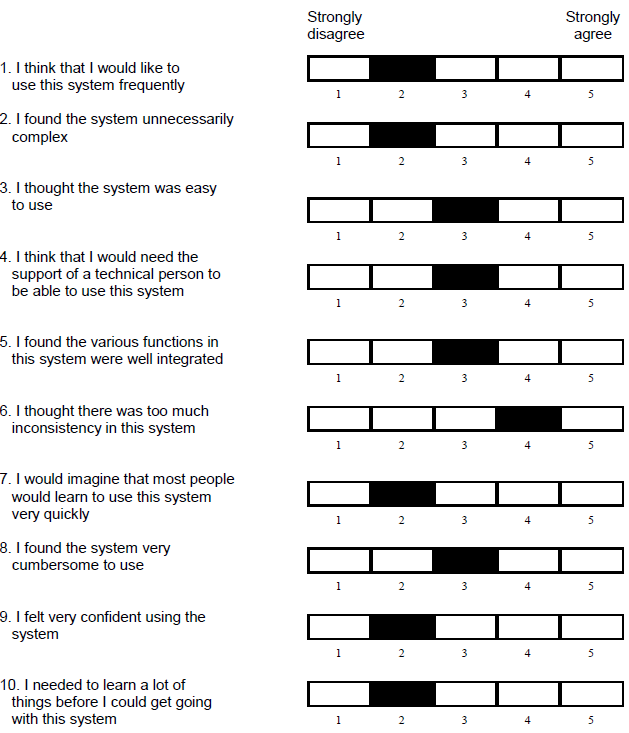 Strongly disagree
Strongly agree
1. I think that I would like to
use this system frequently
1 2 3 4 5
2. I found the system unnecessarily
complex
1 2 3 4 5
3. I thought the system was easy
to use
1 2 3 4 5
4. I think that I would need the
support of a technical person to
be able to use this system
1 2 3 4 5
5. I found the various functions in
this system were well integrated
1 2 3 4 5
6. I thought there was too much
inconsistency in this system
1 2 3 4 5
7. I would imagine that most people
would learn to use this system
very quickly
1 2 3 4 5
8. I found the system very
cumbersome to use
1 2 3 4 5
9. I felt very confident using the
system
1 2 3 4 5
10. I needed to learn a lot of
things before I could get going
with this system
1 2 3 4 5